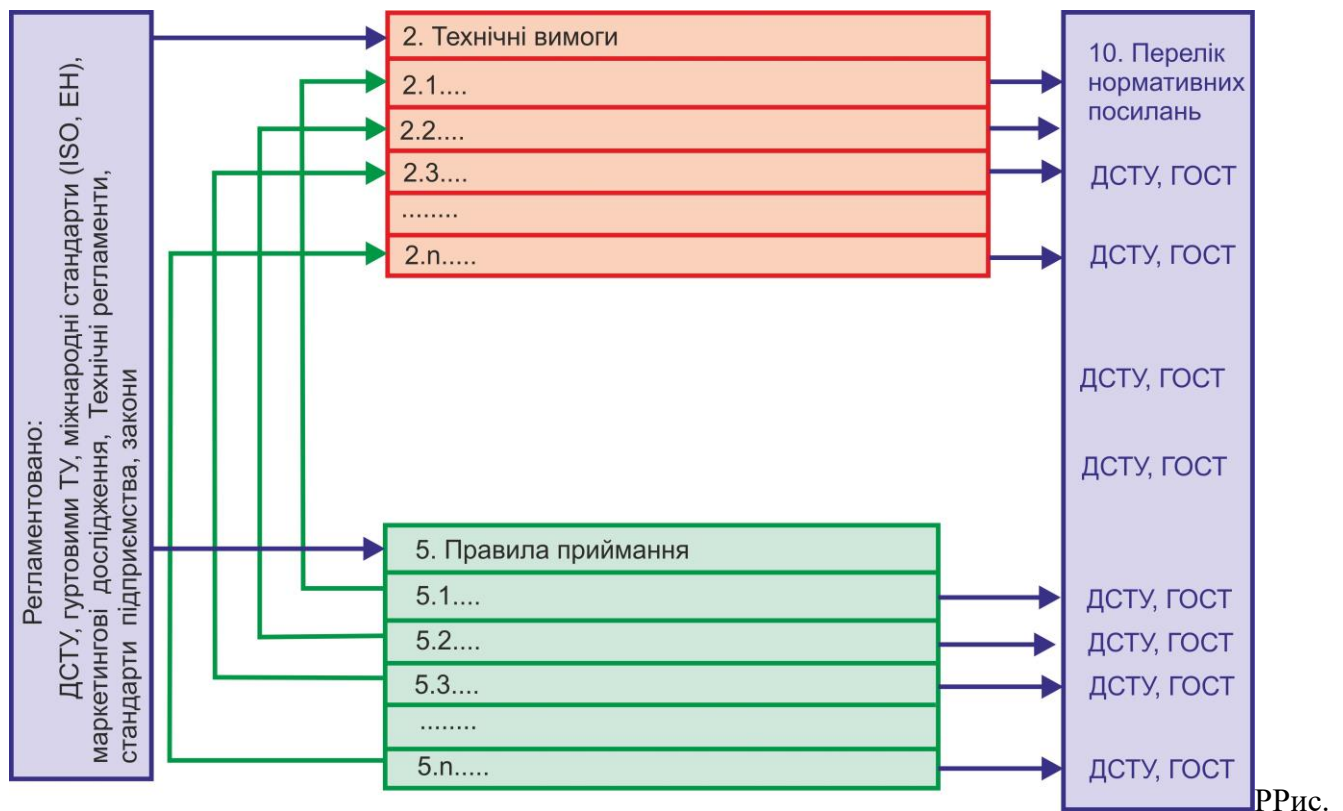 Регламентовано:
ДСТУ, гуртовими ТУ, міжнародні стандарти (ISO, ЕН),
маркетингові дослідження, Технічні регламенти,
стандарти підприємства, закони
2. Технічні вимоги
2.1....
2.2....
2.3....
........
2.n.....
5. Правила приймання
5.1....
5.2....
5.3....
........
5.n.....
10. Перелік
нормативних
посилань
ДСТУ, ГОСТ
ДСТУ, ГОСТ
ДСТУ, ГОСТ
ДСТУ, ГОСТ
ДСТУ, ГОСТ
ДСТУ, ГОСТ
ДСТУ, ГОСТ
ДСТУ, ГОСТ
РРис.